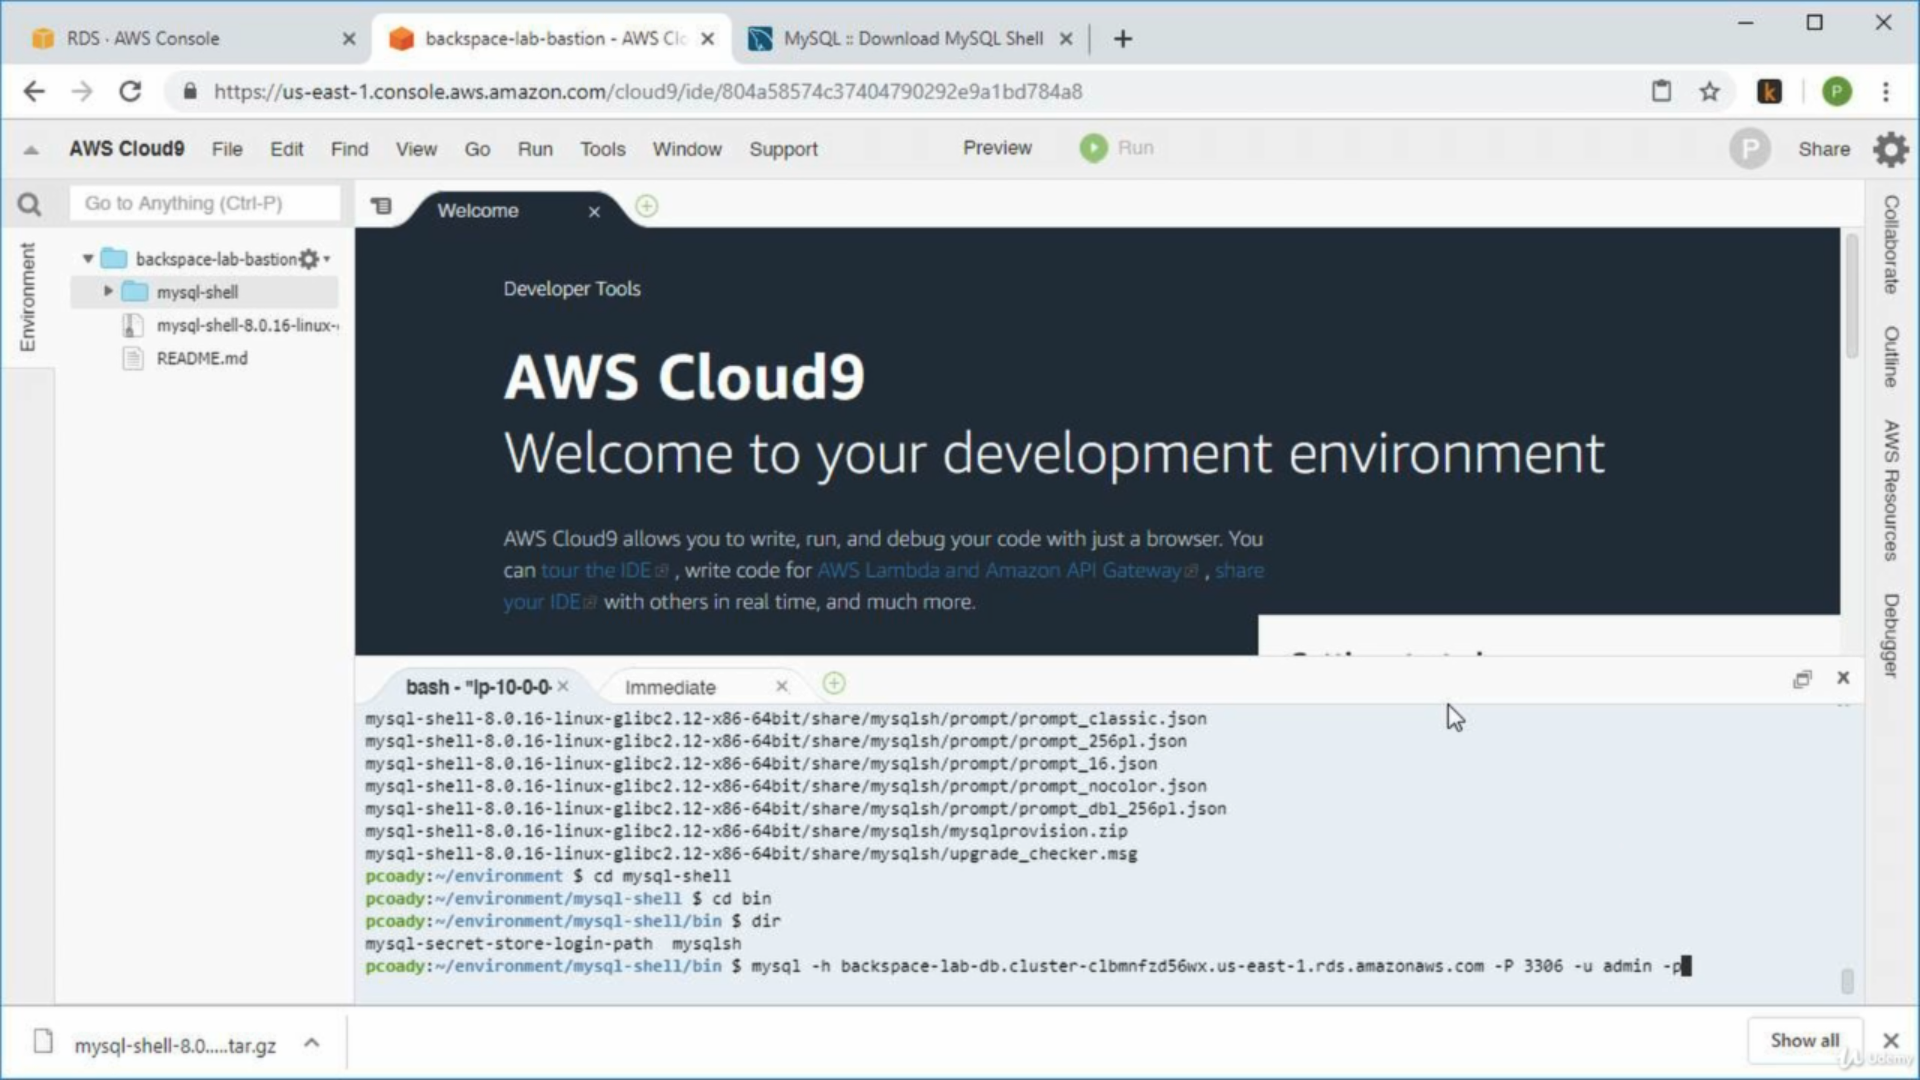 RDS · AWS Console
backspace-lab-bastion - AWS Clo
MySQL :: Download MySQL Shell
https://us-east-1.console.aws.amazon.com/cloud9/ide/804a58574c37404790292e9a1bd784a8
k
P
AWS Cloud9 File Edit Find View Go Run Tools Window Support Preview Run P Share
Go to Anything (Ctrl-P)
Welcome
Environment
backspace-lab-bastion
mysql-shell
mysql-shell-8.0.16-linux-
README.md
Collaborate
Outline
AWS Resources
Debugger
Developer Tools
AWS Cloud9
Welcome to your development environment
AWS Cloud9 allows you to write, run, and debug your code with just a browser. You
can tour the IDE , write code for AWS Lambda and Amazon API Gateway , share
your IDE with others in real time, and much more.
bash - "ip-10-0-0-
Immediate
mysql-shell-8.0.16-linux-glibc2.12-x86-64bit/share/mysqlsh/prompt/prompt_classic.json
mysql-shell-8.0.16-linux-glibc2.12-x86-64bit/share/mysqlsh/prompt/prompt_256pl.json
mysql-shell-8.0.16-linux-glibc2.12-x86-64bit/share/mysqlsh/prompt/prompt_16.json
mysql-shell-8.0.16-linux-glibc2.12-x86-64bit/share/mysqlsh/prompt/prompt_nocolor.json
mysql-shell-8.0.16-linux-glibc2.12-x86-64bit/share/mysqlsh/prompt/prompt_dbl_256pl.json
mysql-shell-8.0.16-linux-glibc2.12-x86-64bit/share/mysqlsh/mysqlprovision.zip
mysql-shell-8.0.16-linux-glibc2.12-x86-64bit/share/mysqlsh/upgrade_checker.msg
pcoady:~/environment $ cd mysql-shell
pcoady:~/environment/mysql-shell $ cd bin
pcoady:~/environment/mysql-shell/bin $ dir
mysql-secret-store-login-path  mysqlsh
pcoady:~/environment/mysql-shell/bin $ mysql -h backspace-lab-db.cluster-clbmnfzd56wx.us-east-1.rds.amazonaws.com -P 3306 -u admin -p
mysql-shell-8.0.....tar.gz
Show all
Udemy